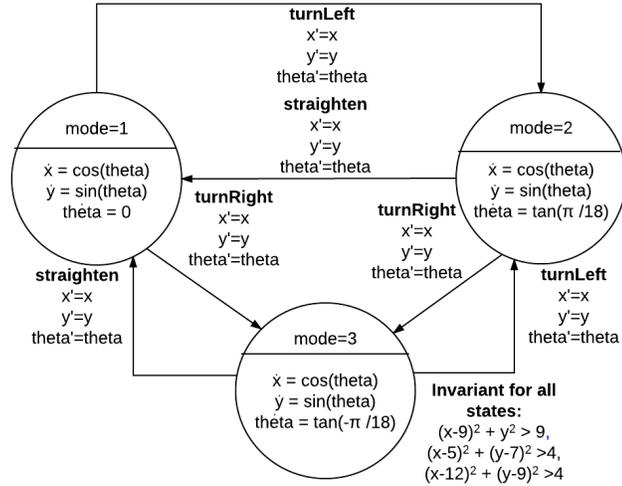 turnLeft
x'=x
y'=y
theta'=theta
straighten
x'=x
y'=y
theta'=theta
mode=1
ẋ = cos(theta)
ẏ = sin(theta)
thėta = 0
mode=2
ẋ = cos(theta)
ẏ = sin(theta)
thėta = tan(π /18)
turnRight
x'=x
y'=y
theta'=theta
turnRight
x'=x
y'=y
theta'=theta
straighten
x'=x
y'=y
theta'=theta
turnLeft
x'=x
y'=y
theta'=theta
mode=3
ẋ = cos(theta)
ẏ = sin(theta)
thėta = tan(-π /18)
Invariant for all
states:
(x-9)² + y² > 9,
(x-5)² + (y-7)² >4,
(x-12)² + (y-9)² >4